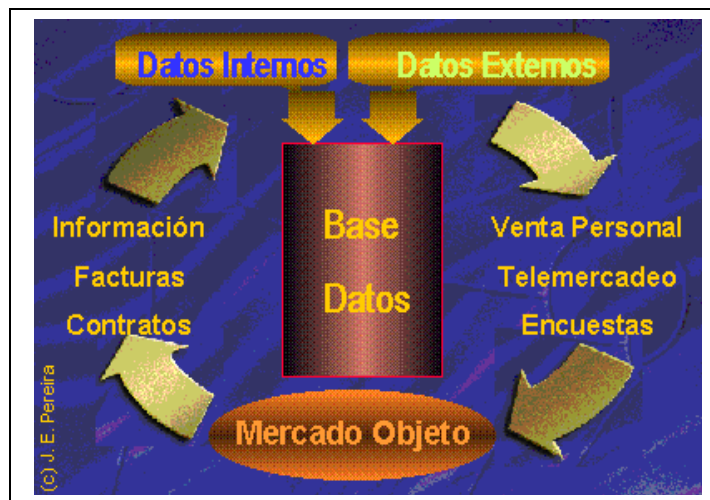 Datos Internos
Datos Externos
Base
Datos
Información
Facturas
Contratos
Venta Personal
Telemercadeo
Encuestas
Mercado Objeto
(c) J. E. Pereira